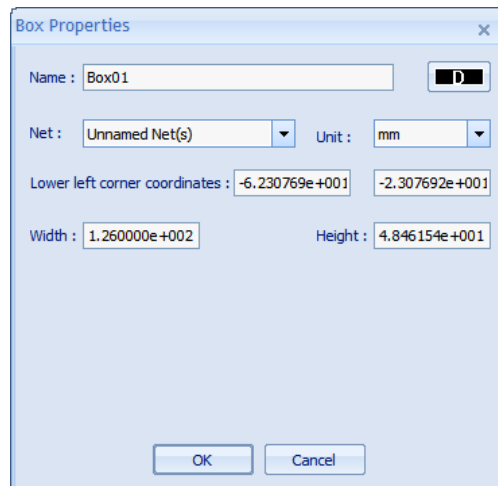 Box Properties
Name : Box01 D
Net : Unnamed Net(s) Unit : mm
Lower left corner coordinates : -6.230769e+001 -2.307692e+001
Width : 1.260000e+002 Height : 4.846154e+001
OK Cancel